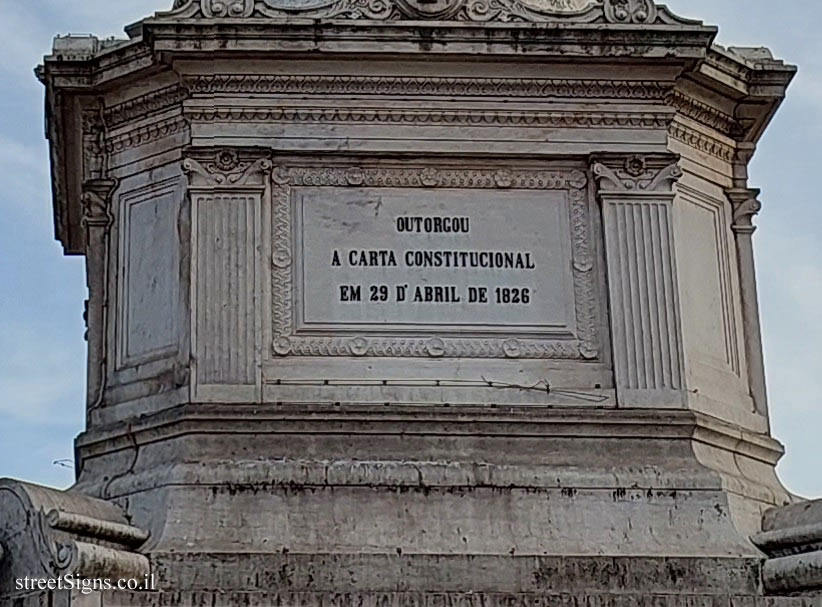 OUTORGOU
A CARTA CONSTITUCIONAL
EM 29 D'ABRIL DE 1826
streetSigns.co.il